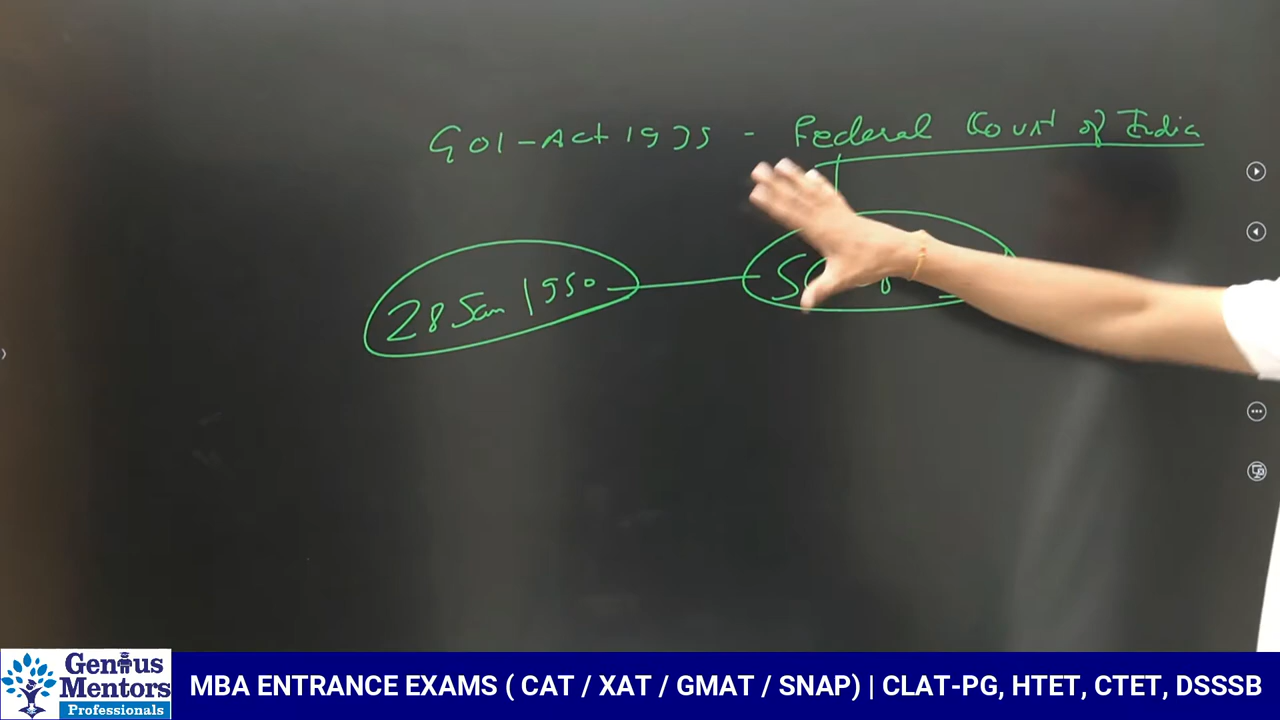 GOI-Act 1935 - Federal Court of India
28 Jan 1950
Genius
Mentors
Professionals
MBA ENTRANCE EXAMS ( CAT / XAT / GMAT / SNAP) | CLAT-PG, HTET, CTET, DSSSB